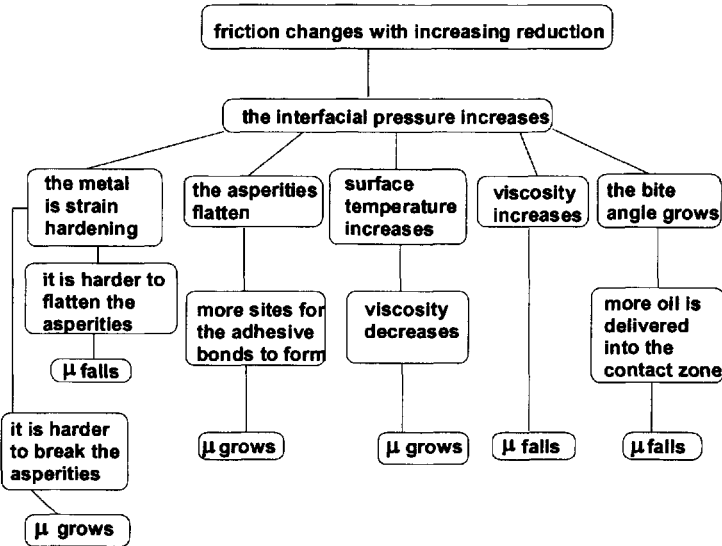 friction changes with increasing reduction
the interfacial pressure increases
the metal
is strain
hardening
it is harder to
flatten the
asperities
μ falls
it is harder
to break the
asperities
μ grows
the asperities
flatten
more sites for
the adhesive
bonds to form
μ grows
surface
temperature
increases
viscosity
decreases
μ grows
viscosity
increases
μ falls
the bite
angle grows
more oil is
delivered
into the
contact zone
μ falls